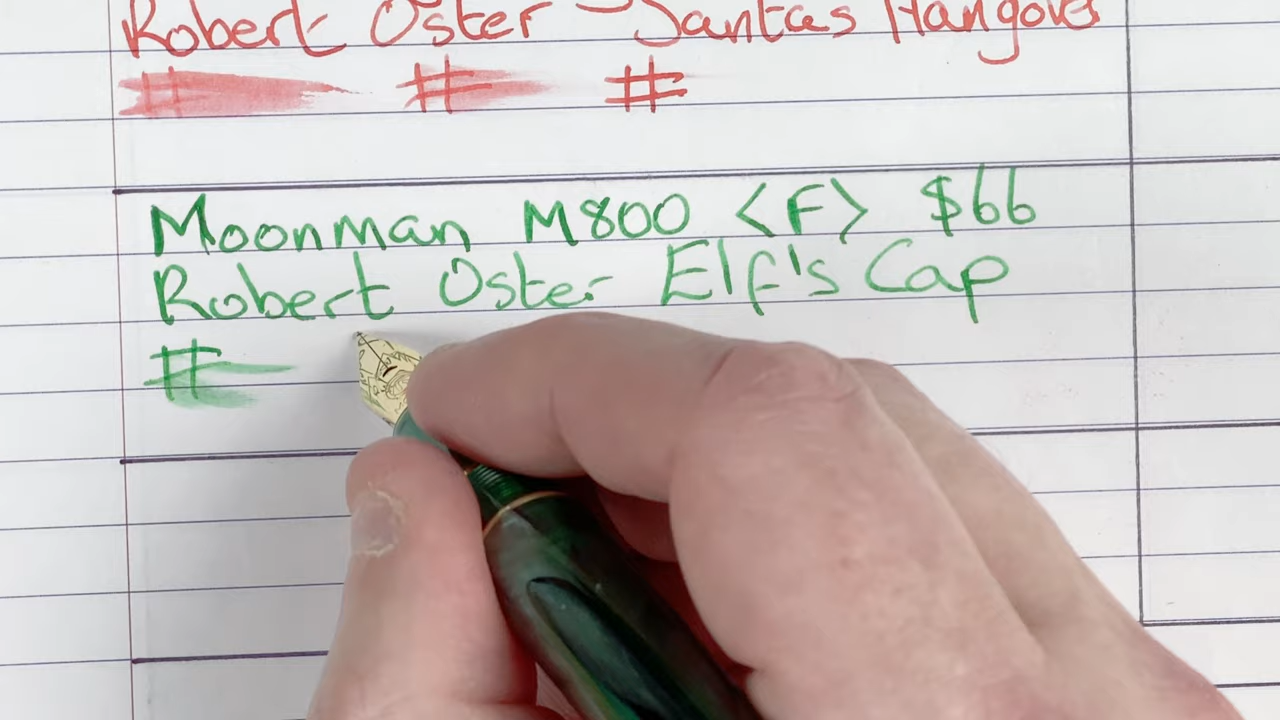 Robert Oster - Santas Hangover
# # #
Moonman M800 <F> $66
Robert Oster Elf's Cap
#